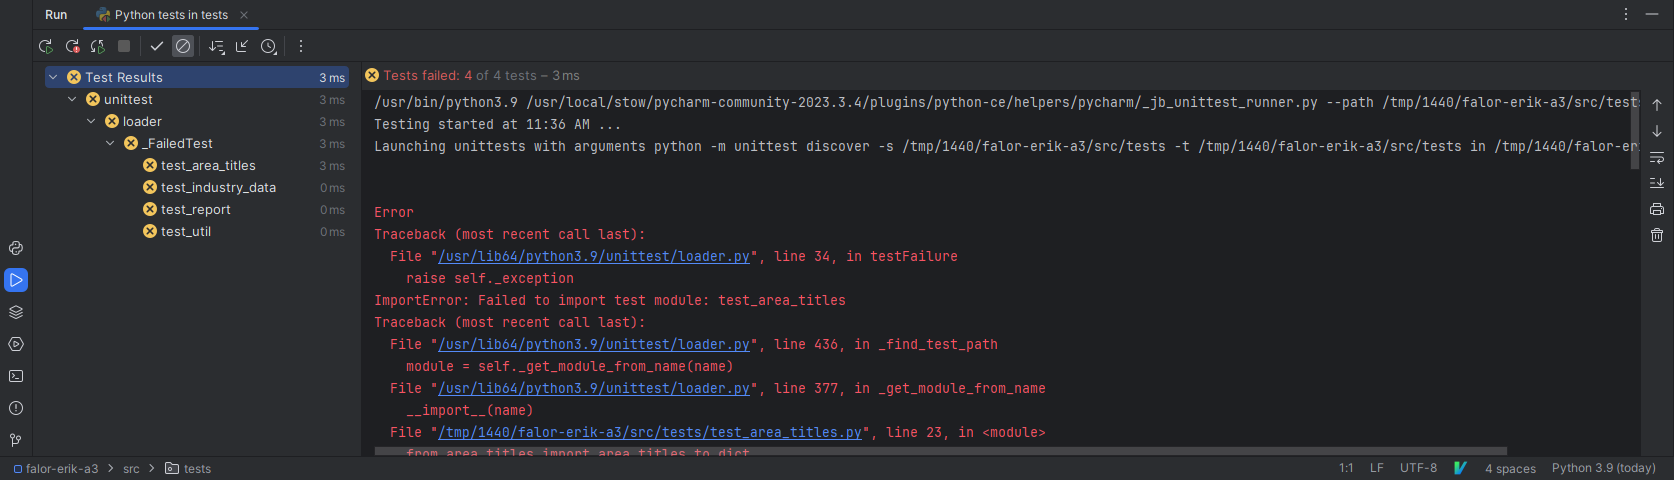 Run Python tests in tests
Test Results 3 ms
unittest 3 ms
loader 3 ms
_FailedTest 3 ms
test_area_titles 3 ms
test_industry_data 0 ms
test_report 0 ms
test_util 0 ms
Tests failed: 4 of 4 tests – 3 ms
/usr/bin/python3.9 /usr/local/stow/pycharm-community-2023.3.4/plugins/python-ce/helpers/pycharm/_jb_unittest_runner.py --path /tmp/1440/falor-erik-a3/src/tests
Testing started at 11:36 AM ...
Launching unittests with arguments python -m unittest discover -s /tmp/1440/falor-erik-a3/src/tests -t /tmp/1440/falor-erik-a3/src/tests in /tmp/1440/falor-er
Error
Traceback (most recent call last):
  File "/usr/lib64/python3.9/unittest/loader.py", line 34, in testFailure
    raise self._exception
ImportError: Failed to import test module: test_area_titles
Traceback (most recent call last):
  File "/usr/lib64/python3.9/unittest/loader.py", line 436, in _find_test_path
    module = self._get_module_from_name(name)
  File "/usr/lib64/python3.9/unittest/loader.py", line 377, in _get_module_from_name
    __import__(name)
  File "/tmp/1440/falor-erik-a3/src/tests/test_area_titles.py", line 23, in <module>
    from area_titles import area_titles_to_dict
falor-erik-a3 > src > tests 1:1 LF UTF-8 4 spaces Python 3.9 (today)